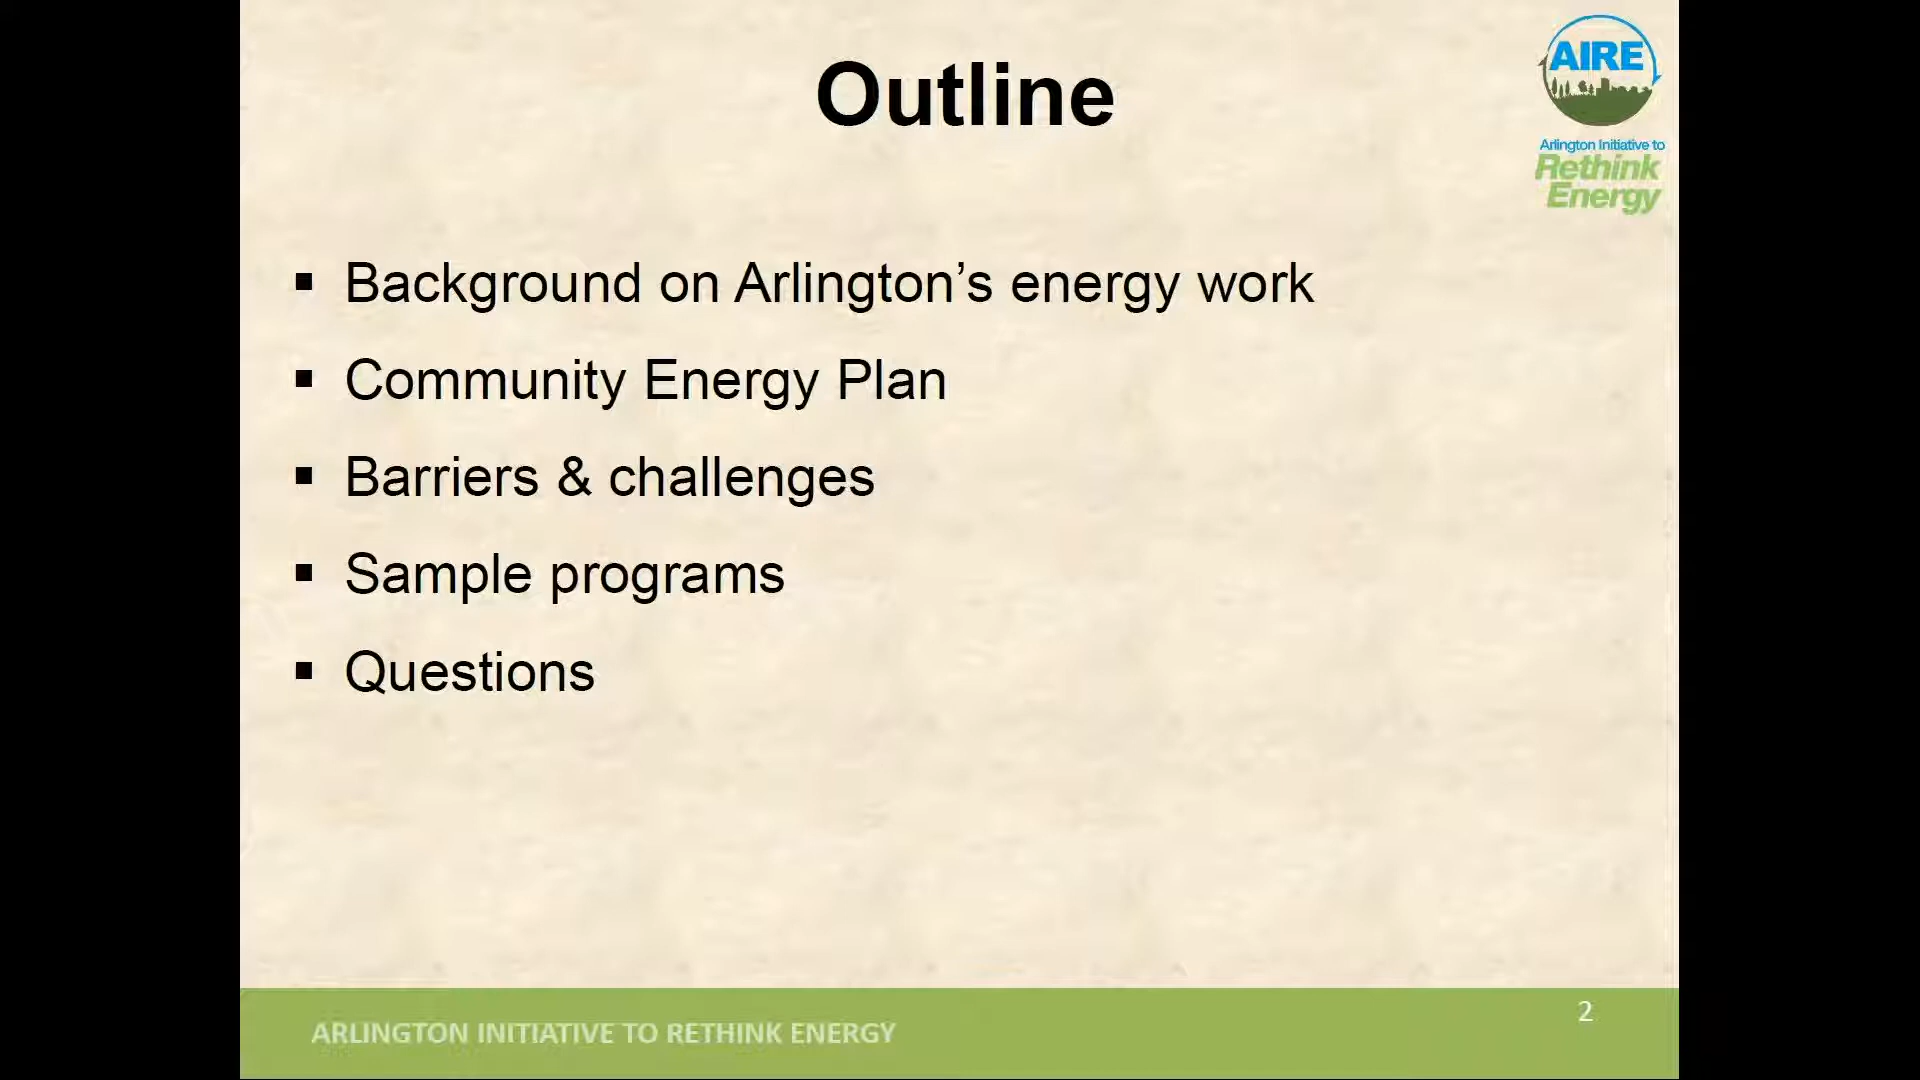 Outline
AIRE
Arlington Initiative to
Rethink
Energy
▪ Background on Arlington’s energy work
▪ Community Energy Plan
▪ Barriers & challenges
▪ Sample programs
▪ Questions
2
ARLINGTON INITIATIVE TO RETHINK ENERGY